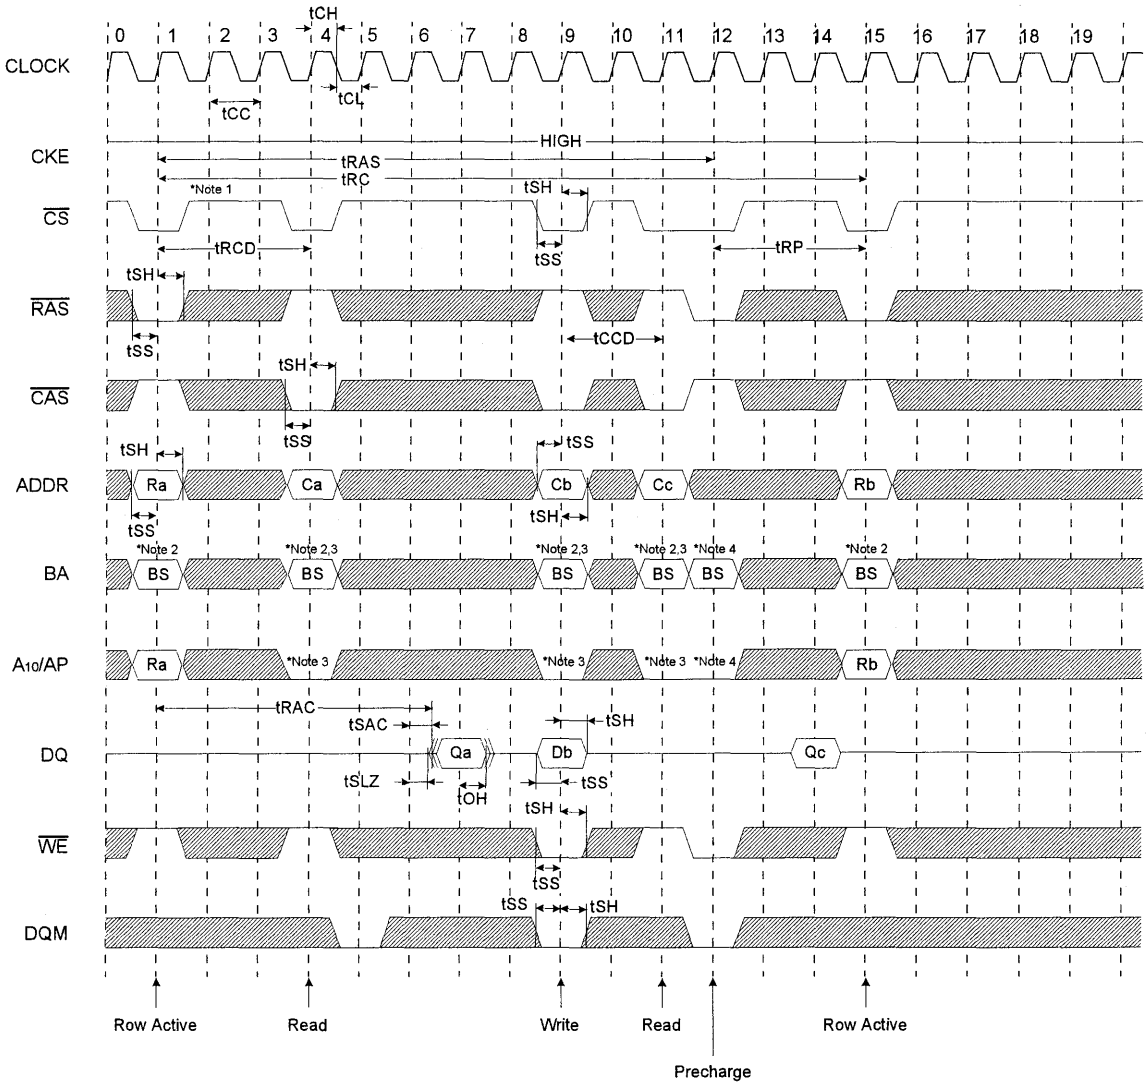 tCH
0 1 2 3 4 5 6 7 8 9 10 11 12 13 14 15 16 17 18 19
CLOCK
tCL
tCC
HIGH
CKE
tRAS
tRC
*Note 1
tSH
CS
tRCD
tRP
tSS
tSH
RAS
tCCD
tSS
tSH
CAS
tSS
tSS
tSH
ADDR Ra Ca Cb Cc Rb
tSH
tSS
*Note 2 *Note 2,3 *Note 2,3 *Note 2,3 *Note 4 *Note 2
BA BS BS BS BS BS BS
A10/AP Ra *Note 3 *Note 3 *Note 3 *Note 4 Rb
tRAC
tSAC
tSH
DQ Qa Db Qc
tSLZ
tSS
tOH
tSH
WE
tSS
tSS
tSH
DQM
Row Active Read Write Read Row Active
Precharge